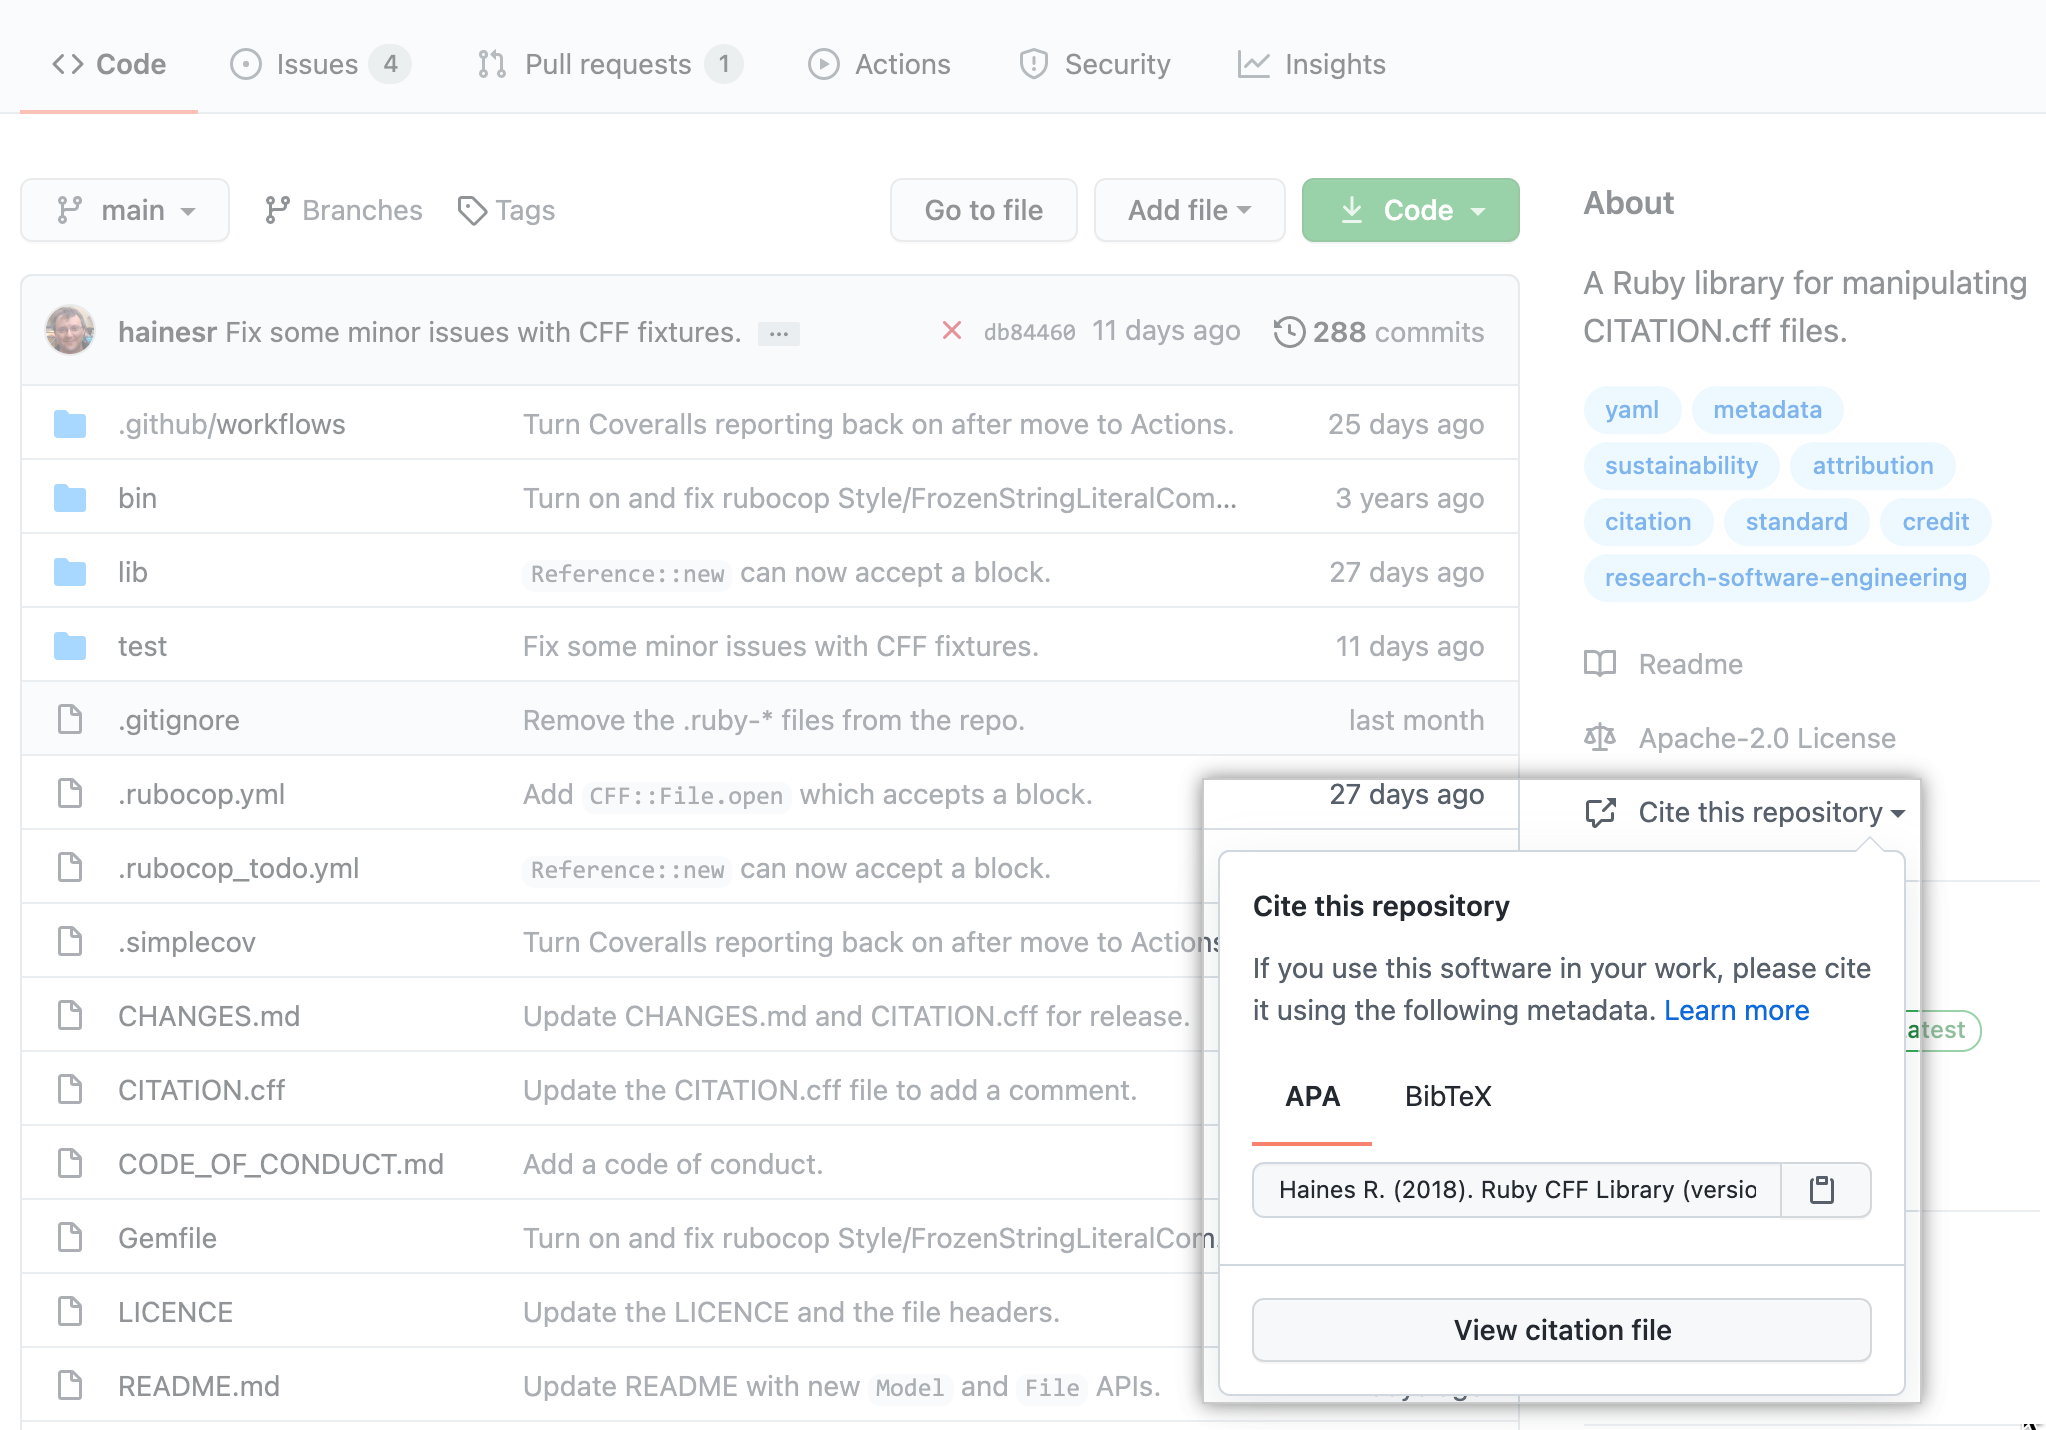 Code Issues 4 Pull requests 1 Actions Security Insights
main Branches Tags Go to file Add file Code
hainesr Fix some minor issues with CFF fixtures. ... db84460 11 days ago 288 commits
.github/workflows Turn Coveralls reporting back on after move to Actions. 25 days ago
bin Turn on and fix rubocop Style/FrozenStringLiteralCom... 3 years ago
lib Reference::new can now accept a block. 27 days ago
test Fix some minor issues with CFF fixtures. 11 days ago
.gitignore Remove the .ruby-* files from the repo. last month
.rubocop.yml Add CFF::File.open which accepts a block. 27 days ago
.rubocop_todo.yml Reference::new can now accept a block.
.simplecov Turn Coveralls reporting back on after move to Actions
CHANGES.md Update CHANGES.md and CITATION.cff for release.
CITATION.cff Update the CITATION.cff file to add a comment.
CODE_OF_CONDUCT.md Add a code of conduct.
Gemfile Turn on and fix rubocop Style/FrozenStringLiteralCom.
LICENCE Update the LICENCE and the file headers.
README.md Update README with new Model and File APIs.
About
A Ruby library for manipulating
CITATION.cff files.
yaml metadata
sustainability attribution
citation standard credit
research-software-engineering
Readme
Apache-2.0 License
Cite this repository
Cite this repository
If you use this software in your work, please cite
it using the following metadata. Learn more
APA BibTeX
Haines R. (2018). Ruby CFF Library (versio
View citation file